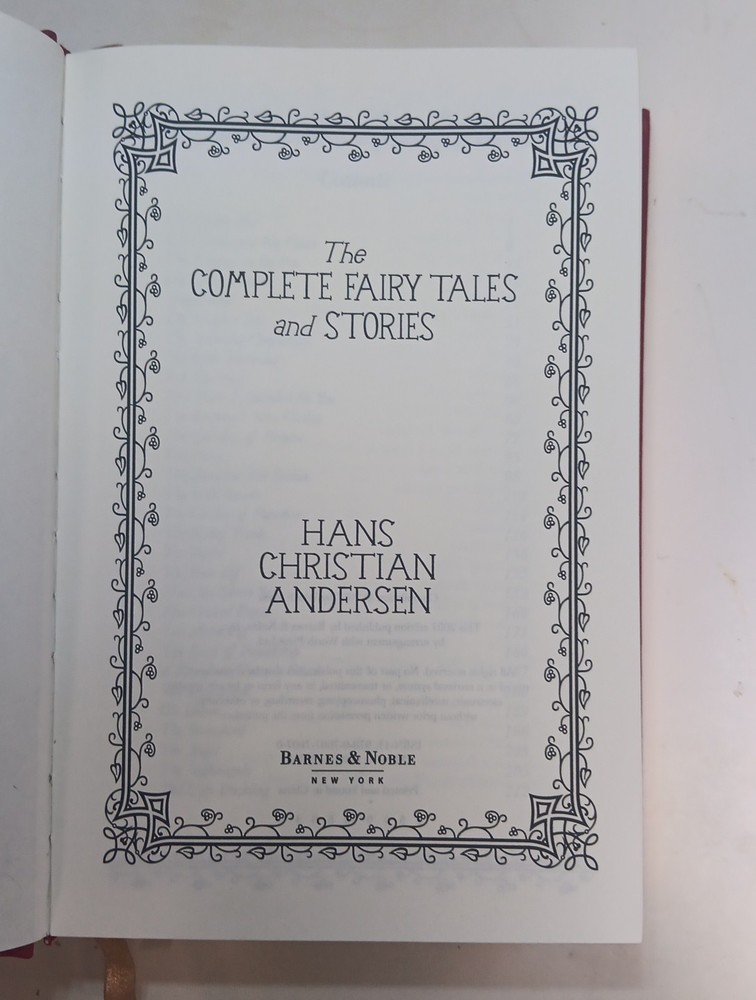 The
COMPLETE FAIRY TALES
and STORIES
HANS
CHRISTIAN
ANDERSEN
BARNES & NOBLE
NEW YORK